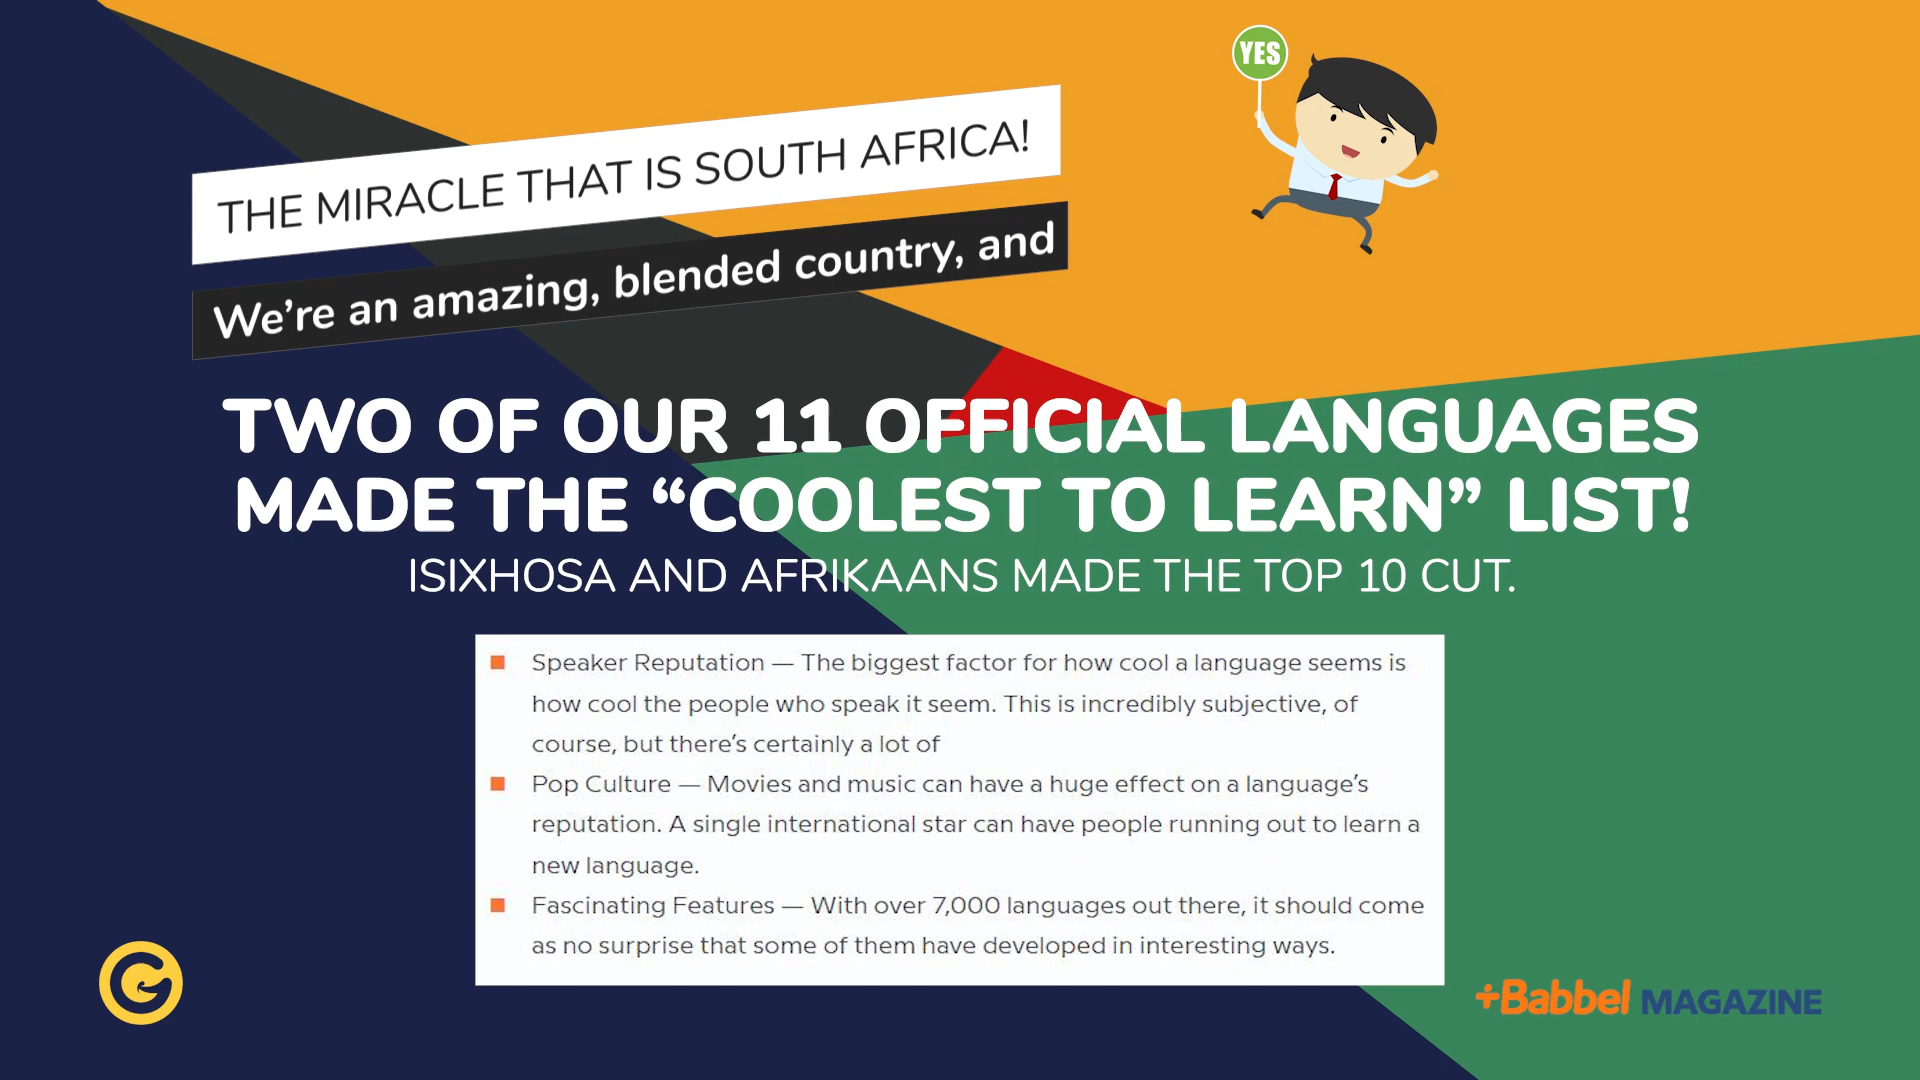 YES
THE MIRACLE THAT IS SOUTH AFRICA!
We’re an amazing, blended country, and
TWO OF OUR 11 OFFICIAL LANGUAGES
MADE THE “COOLEST TO LEARN” LIST!
ISIXHOSA AND AFRIKAANS MADE THE TOP 10 CUT.
Speaker Reputation — The biggest factor for how cool a language seems is
how cool the people who speak it seem. This is incredibly subjective, of
course, but there’s certainly a lot of
Pop Culture — Movies and music can have a huge effect on a language’s
reputation. A single international star can have people running out to learn a
new language.
Fascinating Features — With over 7,000 languages out there, it should come
as no surprise that some of them have developed in interesting ways.
G
+Babbel MAGAZINE